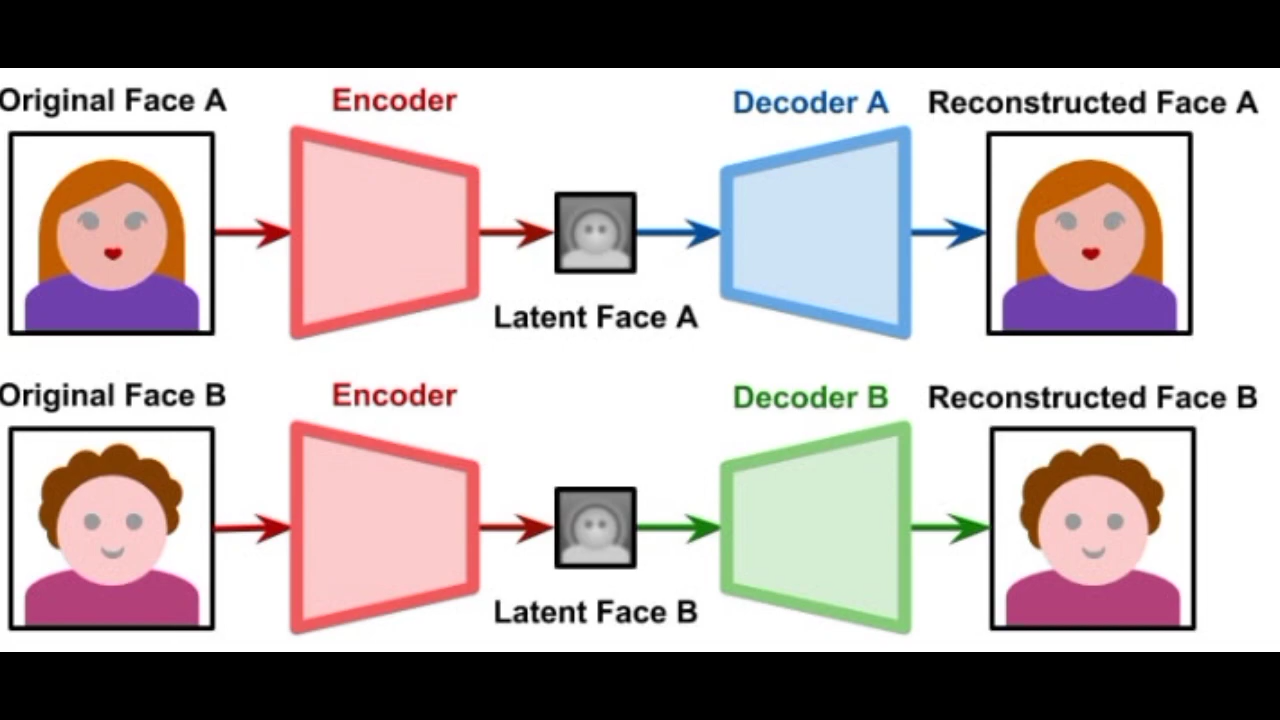 Original Face A
Encoder
Decoder A
Reconstructed Face A
Latent Face A
Original Face B
Encoder
Decoder B
Reconstructed Face B
Latent Face B